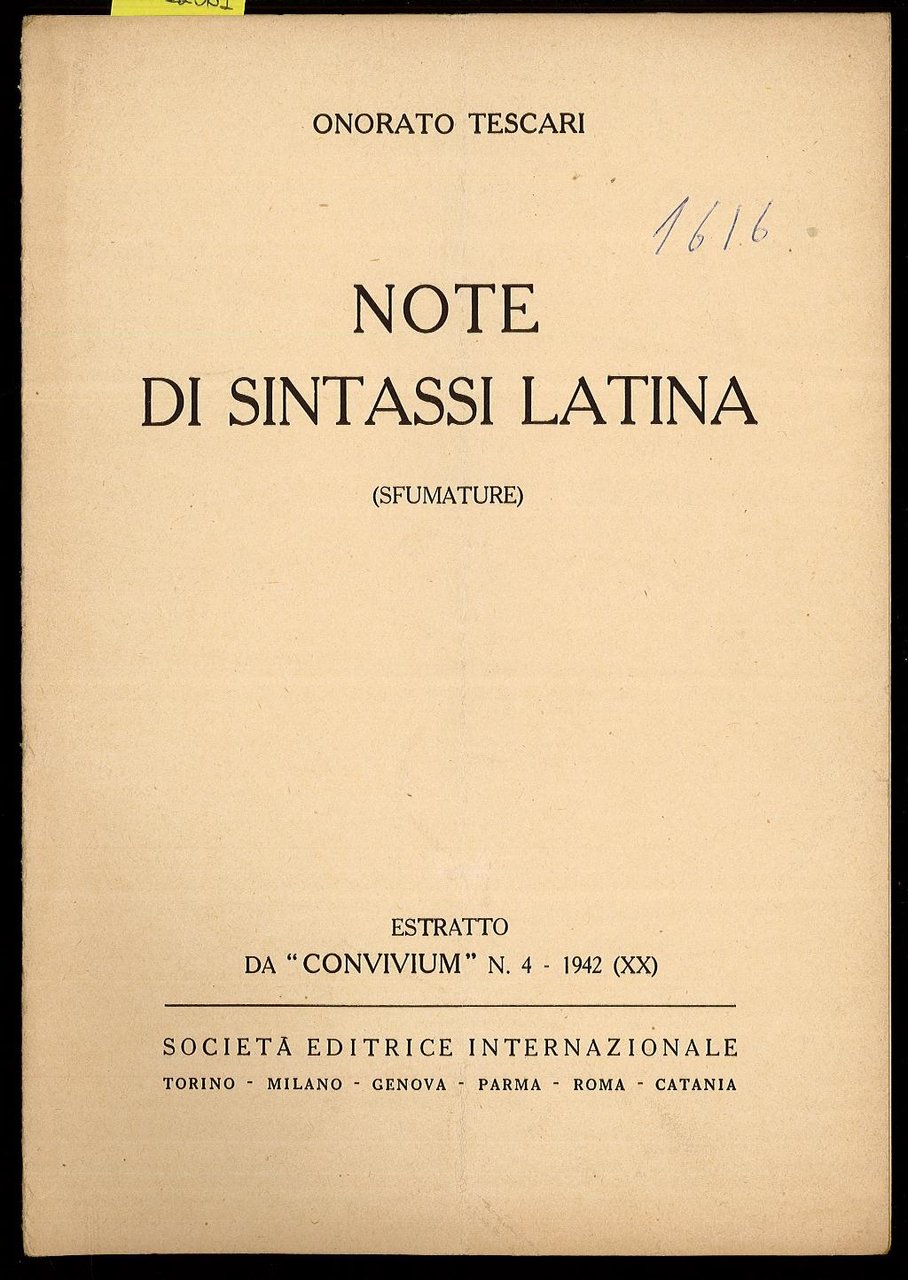 ONORATO TESCARI
1616
NOTE
DI SINTASSI LATINA
(SFUMATURE)
ESTRATTO
DA “CONVIVIUM” N. 4 - 1942 (XX)
SOCIETÀ EDITRICE INTERNAZIONALE
TORINO - MILANO - GENOVA - PARMA - ROMA - CATANIA